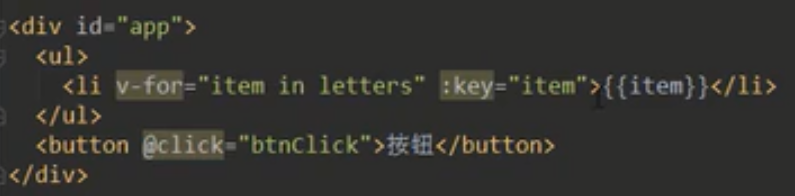 <div id="app">
<ul>
<li v-for="item in letters" :key="item">{{item}}</li>
</ul>
<button @click="btnClick">按钮</button>
</div>